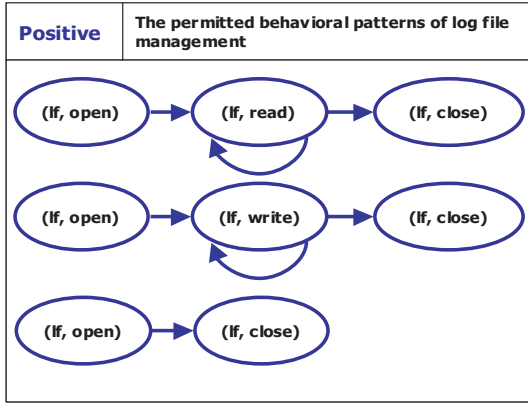 Positive
The permitted behavioral patterns of log file
management
(lf, open) (lf, read) (lf, close)
(lf, open) (lf, write) (lf, close)
(lf, open) (lf, close)